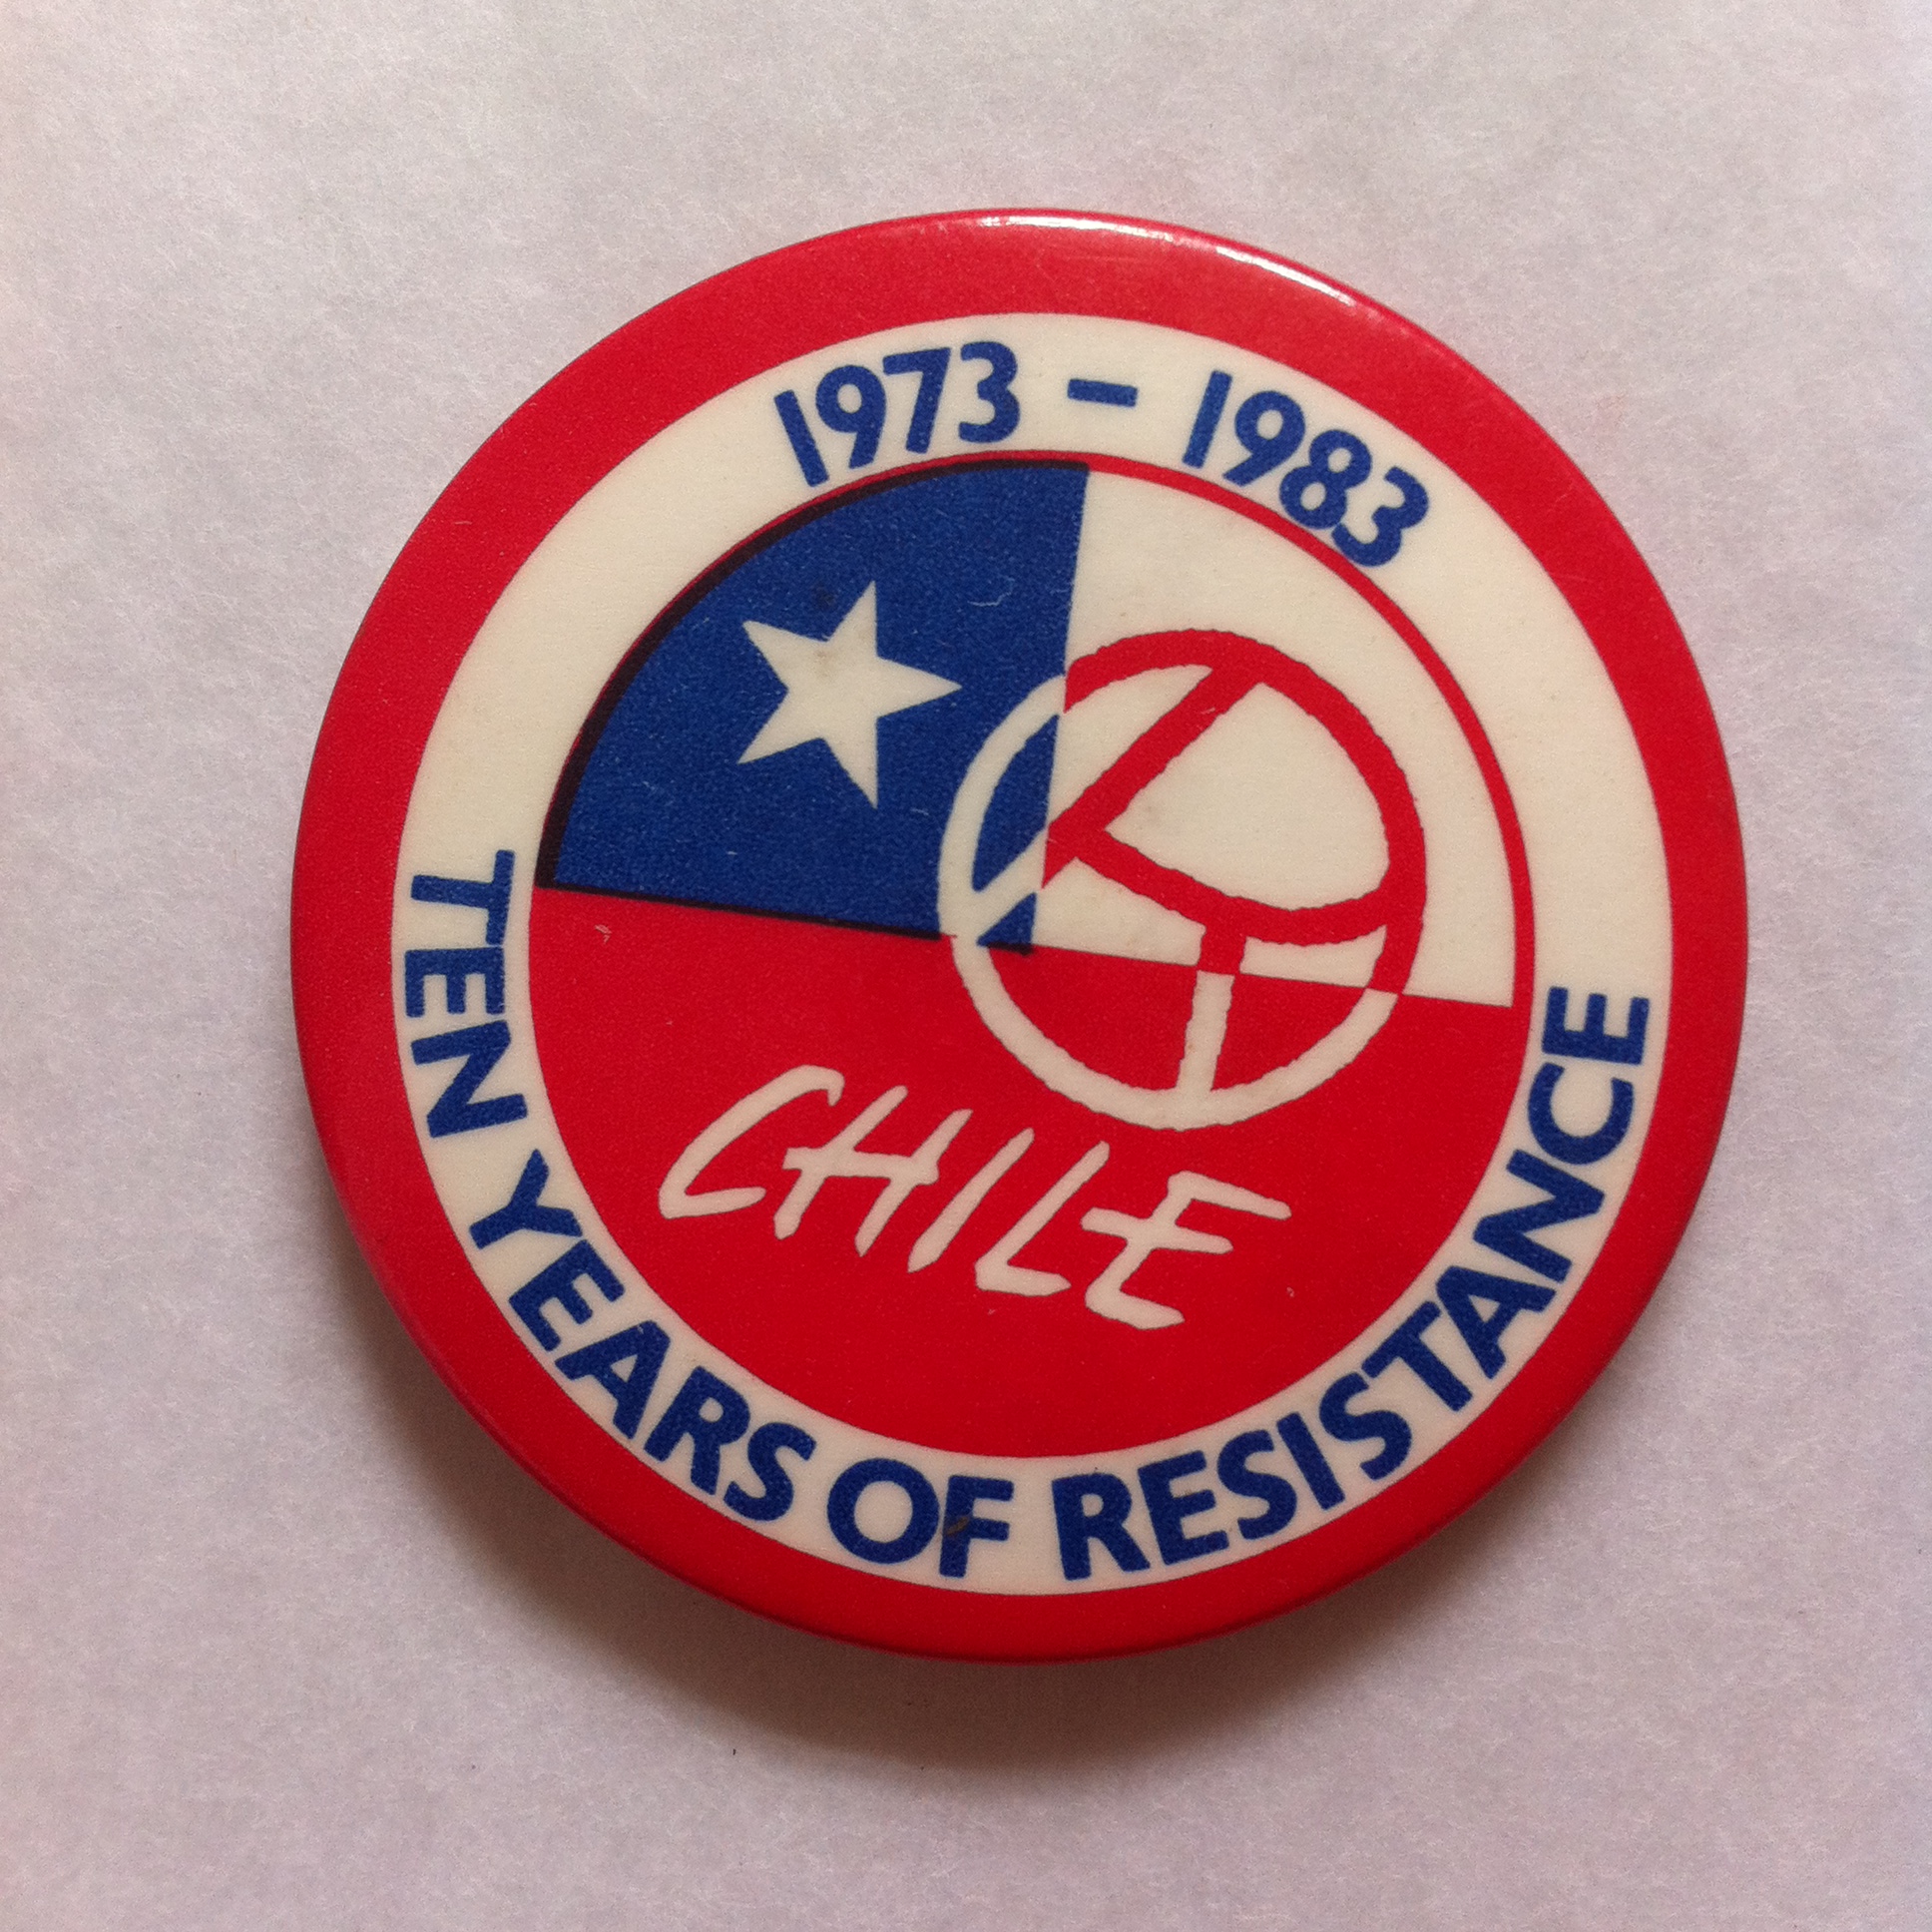 1973 – 1983
CHILE
TEN YEARS OF RESISTANCE